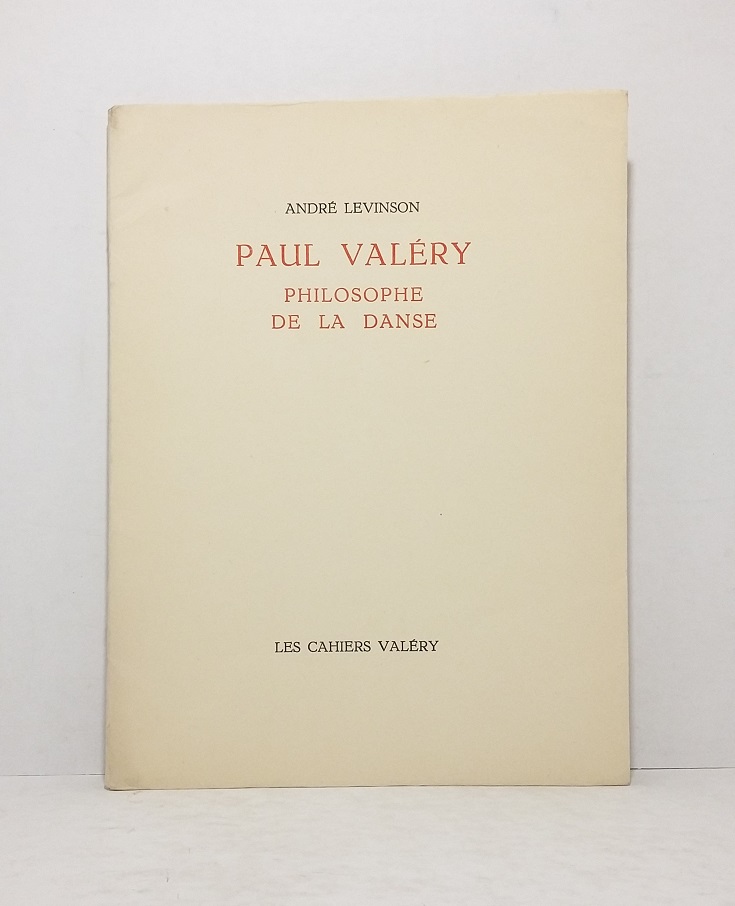 ANDRÉ LEVINSON
PAUL VALÉRY
PHILOSOPHE
DE LA DANSE
LES CAHIERS VALÉRY